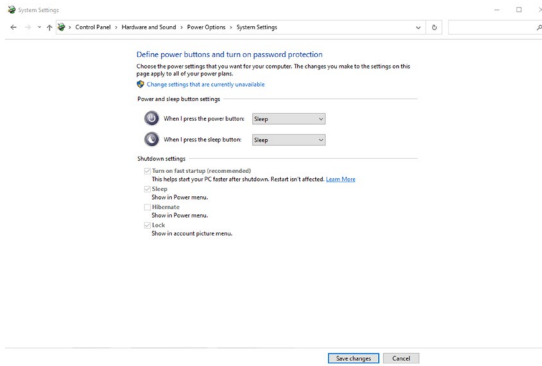 System Settings
Control Panel > Hardware and Sound > Power Options > System Settings
Define power buttons and turn on password protection
Choose the power settings that you want for your computer. The changes you make to the settings on this
page apply to all of your power plans.
Change settings that are currently unavailable
Power and sleep button settings
When I press the power button: Sleep
When I press the sleep button: Sleep
Shutdown settings
Turn on fast startup (recommended)
This helps start your PC faster after shutdown. Restart isn't affected. Learn More
Sleep
Show in Power menu.
Hibernate
Show in Power menu.
Lock
Show in account picture menu.
Save changes Cancel